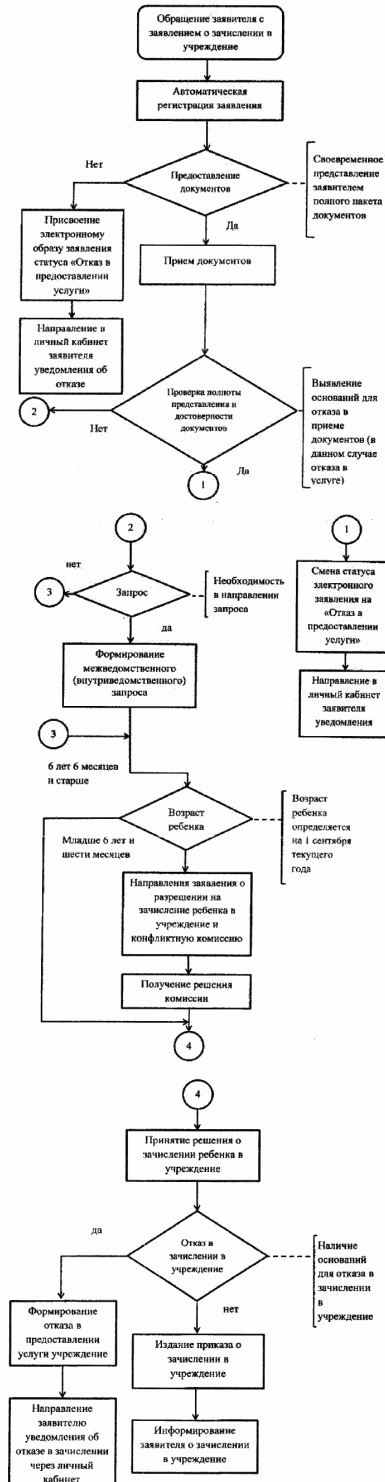 Обращение заявителя с
заявлением о зачислении в
учреждение
Автоматическая
регистрация заявления
Нет
Предоставление
документов
Своевременное
представление
заявителем
полного пакета
документов
Да
Присвоение
электронному
образу заявления
статуса «Отказ в
предоставлении
услуги»
Прием документов
Направление в
личный кабинет
заявителя
уведомления об
отказе
Проверка полноты
представления и
достоверности
документов
Выявление
оснований для
отказа в
приеме
документов (в
данном случае
отказа в
услуге)
2
Нет
1
Да
2
1
нет
3
Запрос
Необходимость
в направлении
запроса
Смена статуса
электронного
заявления на
«Отказ в
предоставлении
услуги»
да
Формирование
межведомственного
(внутриведомственного)
запроса
Направление в
личный кабинет
заявителя
уведомления
3
6 лет 6 месяцев
и старше
Возраст
ребенка
Возраст
ребенка
определяется
на 1 сентября
текущего
года
Младше 6 лет и
шести месяцев
Направления заявления о
разрешении на
зачисление ребенка в
учреждение и
конфликтную комиссию
Получение решения
комиссии
4
4
Принятие решения о
зачислении ребенка в
учреждение
да
Отказ в
зачислении в
учреждение
Наличие
оснований
для отказа в
зачислении
в
учреждение
нет
Формирование
отказа в
предоставлении
услуги учреждение
Издание приказа о
зачислении в
учреждение
Направление
заявителю
уведомления об
отказе в зачислении
через личный
кабинет
Информирование
заявителя о зачислении
в учреждение